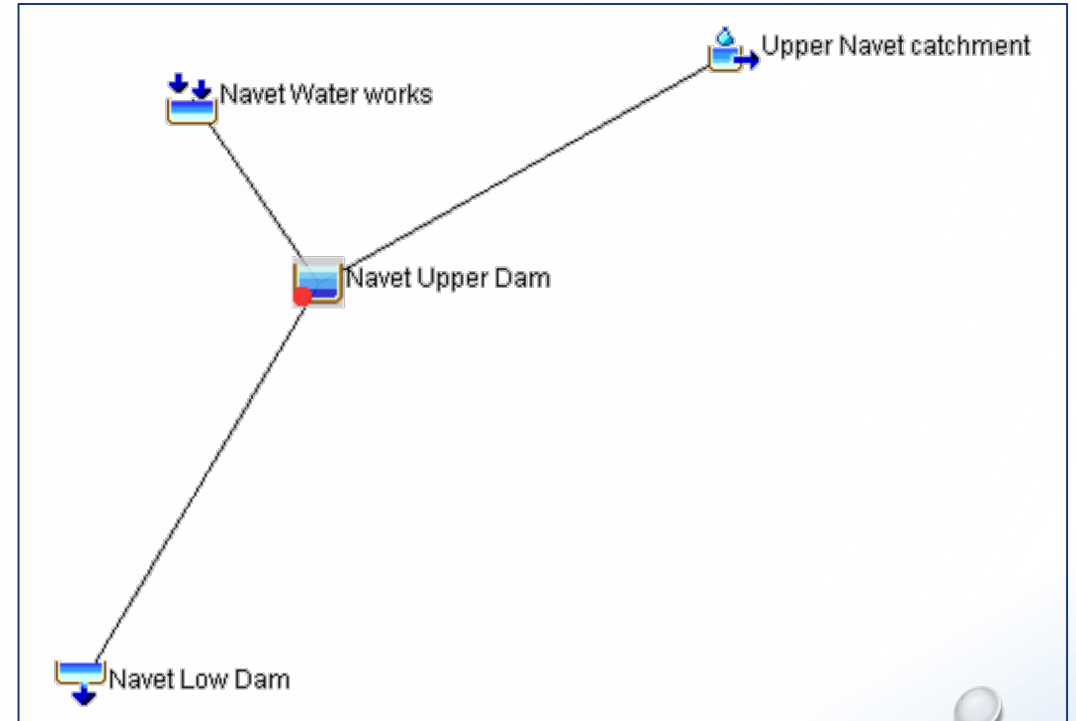 Upper Navet catchment
Navet Water works
Navet Upper Dam
Navet Low Dam